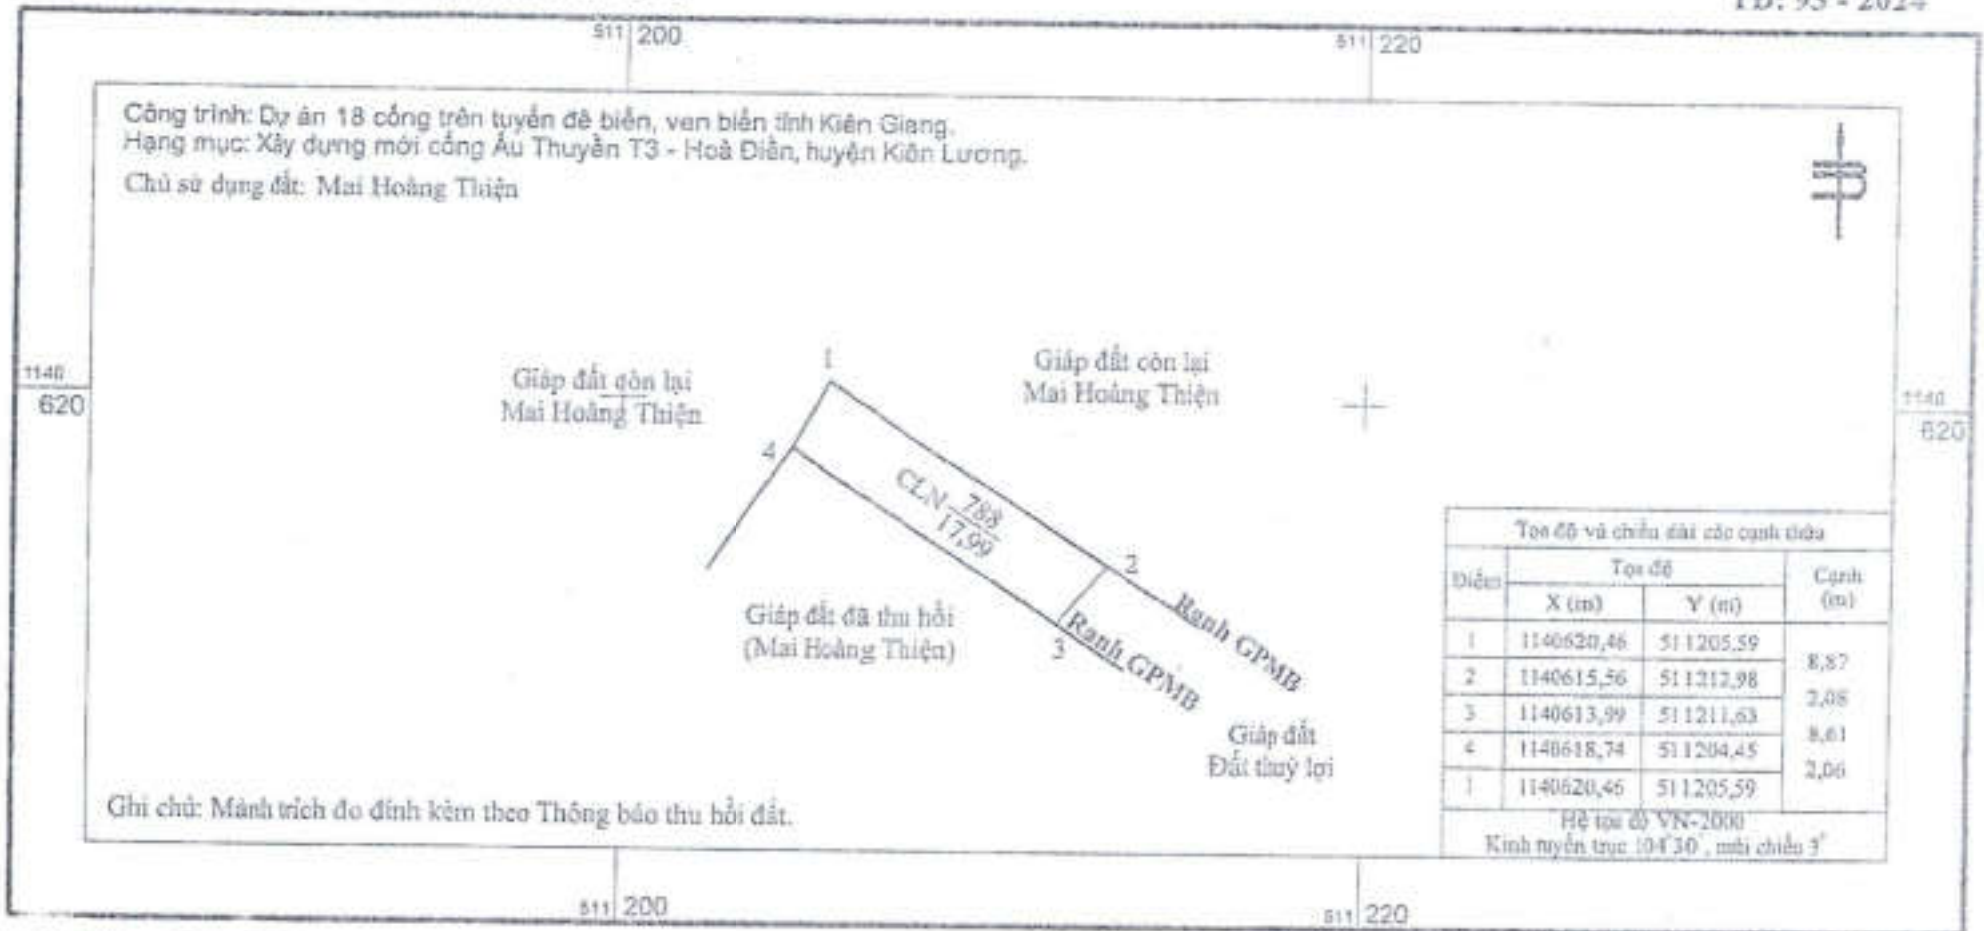 TĐ: 95 - 2024
511 200
511 220
Công trình: Dự án 18 cống trên tuyến đê biển, ven biển tỉnh Kiên Giang.
Hạng mục: Xây dựng mới cống Âu Thuyền T3 - Hoà Điền, huyện Kiên Lương.
Chủ sử dụng đất: Mai Hoàng Thiện
B
1140
620
Giáp đất còn lại
Mai Hoàng Thiện
1
Giáp đất còn lại
Mai Hoàng Thiện
1140
620
4
CLN 788
17,99
2
Giáp đất đã thu hồi
(Mai Hoàng Thiện)
3
Ranh GPMB
Ranh GPMB
Giáp đất
Đất thuỷ lợi
Toạ độ và chiều dài các cạnh thửa
Điểm
Tọa độ
Cạnh
(m)
X (m) Y (m)
1 1140620,46 511205,59
8,87
2 1140615,56 511212,98
2,08
3 1140613,99 511211,63
8,61
4 1140618,74 511204,45
2,06
1 1140620,46 511205,59
Hệ toạ độ VN-2000
Kinh tuyến trục 104°30', múi chiếu 3°
Ghi chú: Mảnh trích đo đính kèm theo Thông báo thu hồi đất.
511 200
511 220